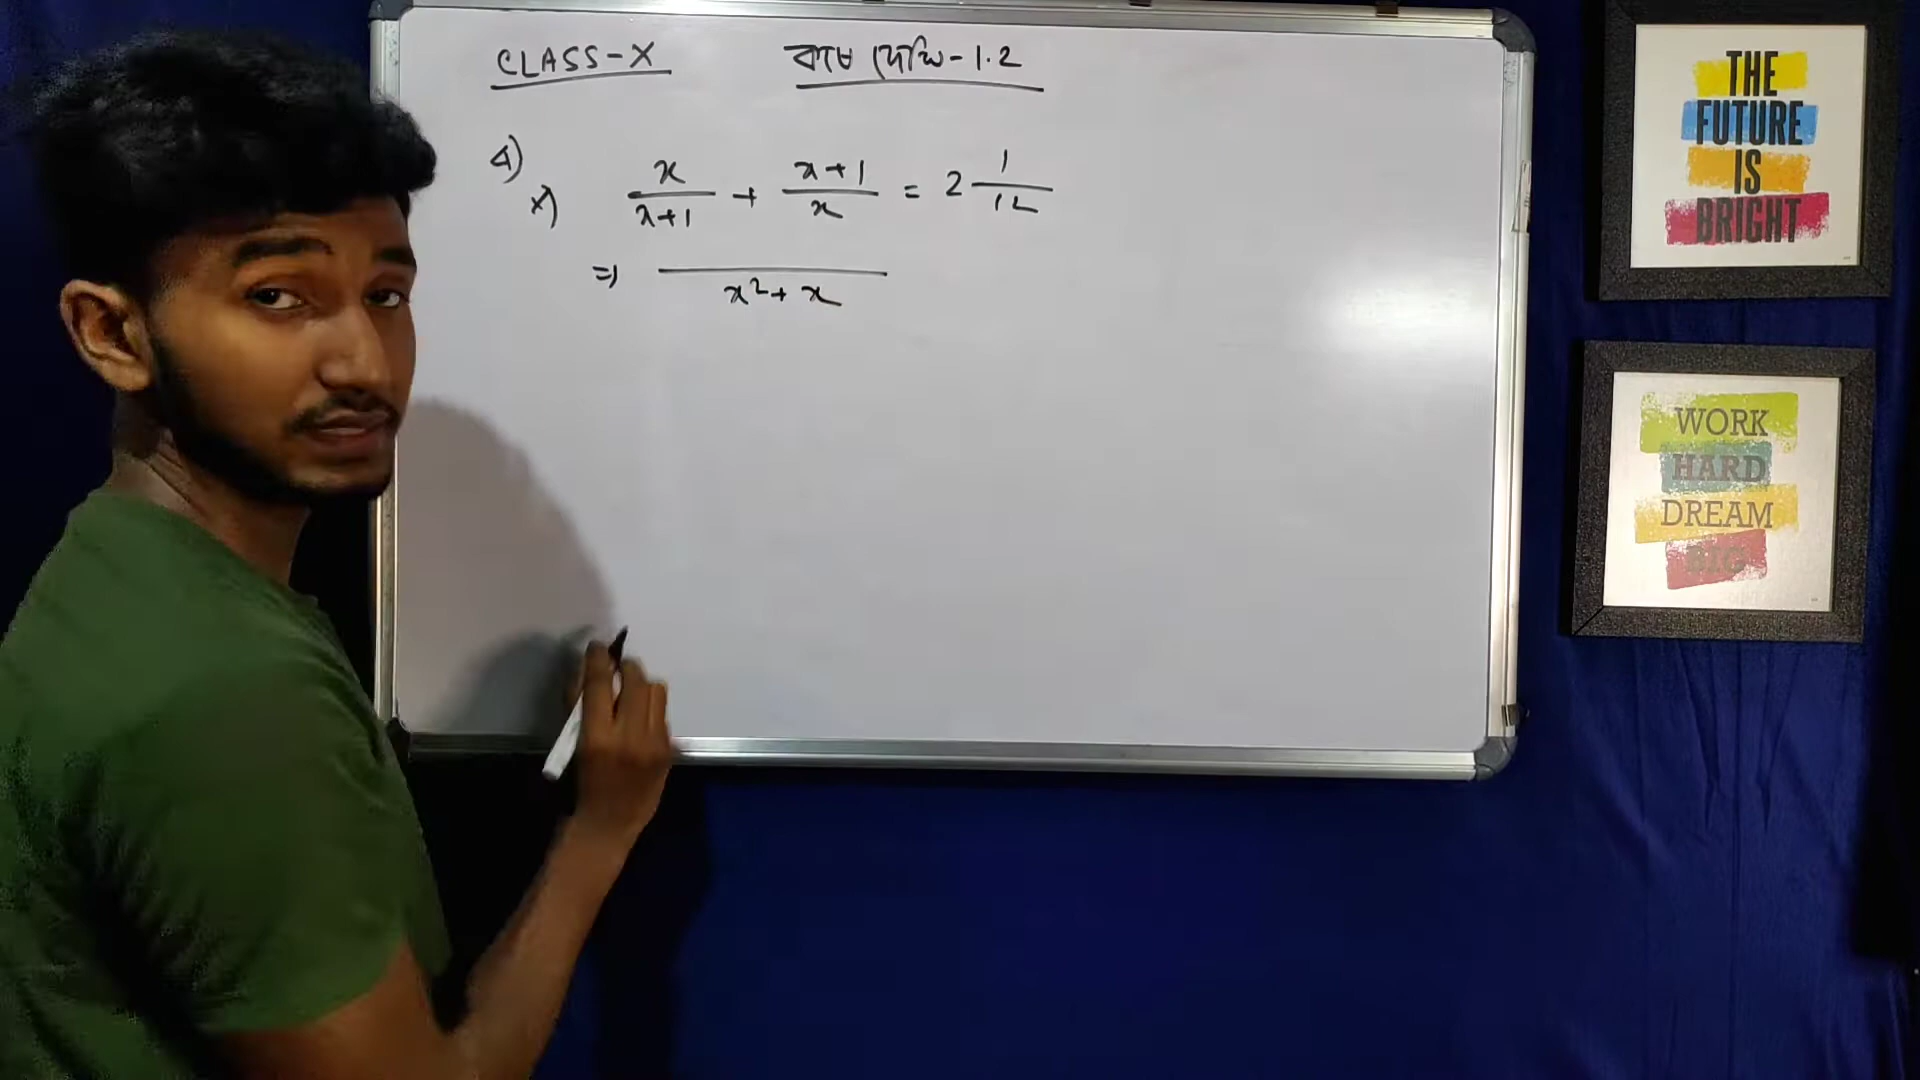 CLASS-X কষে দেখি-1.2
4)
x) x/(x+1) + (x+1)/x = 2 1/12
⇒ /(x²+x)
THE
FUTURE
IS
BRIGHT
WORK
HARD
DREAM
BIG